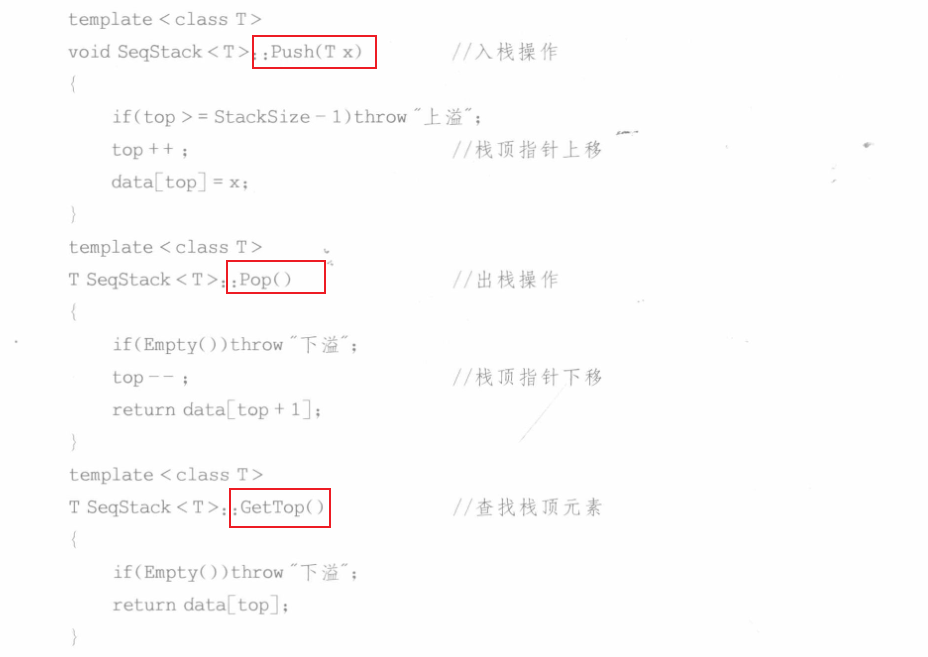 template <class T>
void SeqStack<T>::Push(T x) //入栈操作
{
if(top >= StackSize-1)throw "上溢";
top++; //栈顶指针上移
data[top]=x;
}
template <class T>
T SeqStack<T>::Pop() //出栈操作
{
if(Empty())throw "下溢";
top--; //栈顶指针下移
return data[top+1];
}
template <class T>
T SeqStack<T>::GetTop() //查找栈顶元素
{
if(Empty())throw "下溢";
return data[top];
}